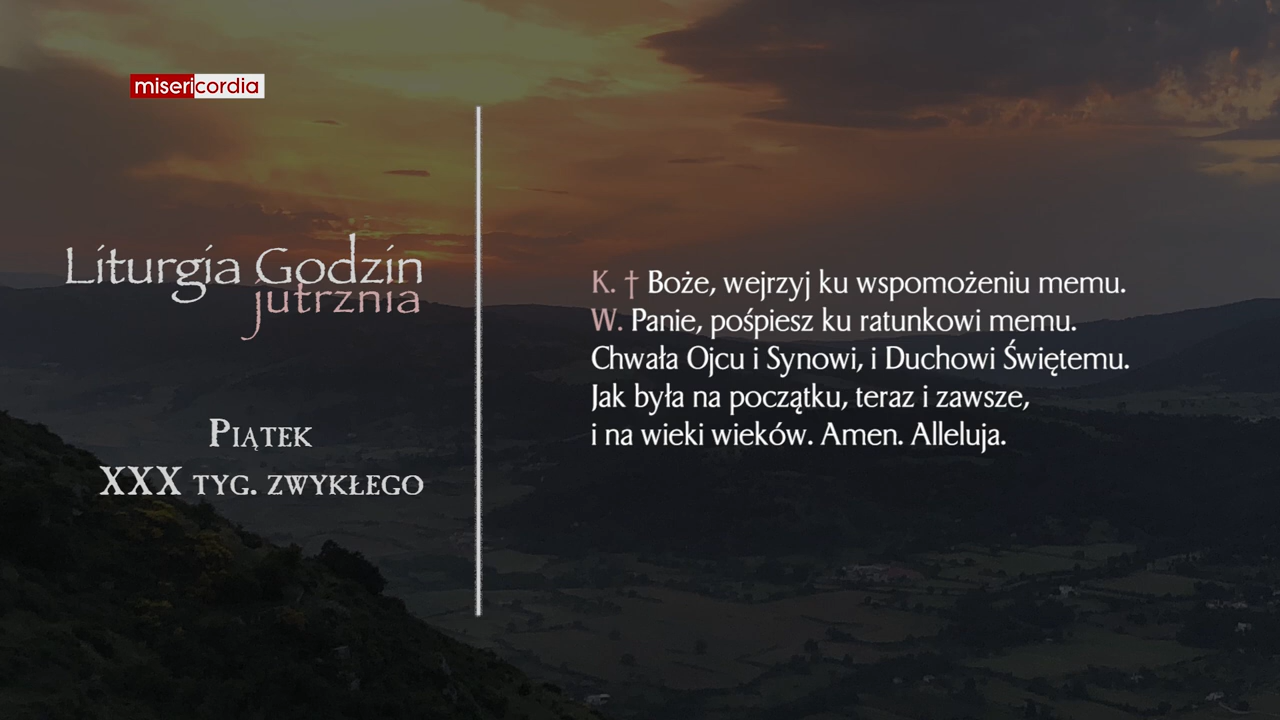 misericordia
Liturgia Godzin
jutrznia
Piątek
XXX tyg. zwykłego
K. † Boże, wejrzyj ku wspomożeniu memu.
W. Panie, pośpiesz ku ratunkowi memu.
Chwała Ojcu i Synowi, i Duchowi Świętemu.
Jak była na początku, teraz i zawsze,
i na wieki wieków. Amen. Alleluja.